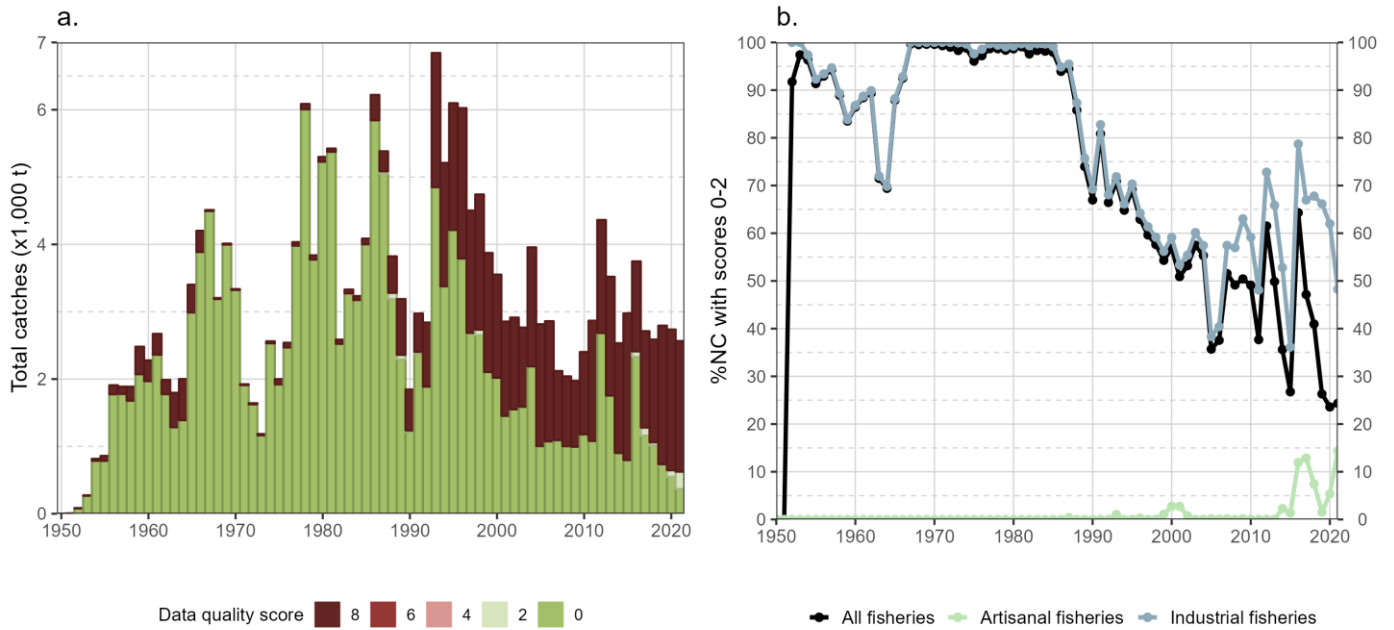 a.
Total catches (x1,000 t)
7
6
4
2
0
1950 1960 1970 1980 1990 2000 2010 2020
Data quality score 8 6 4 2 0
b.
%NC with scores 0-2
100 100
90 90
80 80
70 70
60 60
50 50
40 40
30 30
20 20
10 10
0 0
1950 1960 1970 1980 1990 2000 2010 2020
All fisheries Artisanal fisheries Industrial fisheries